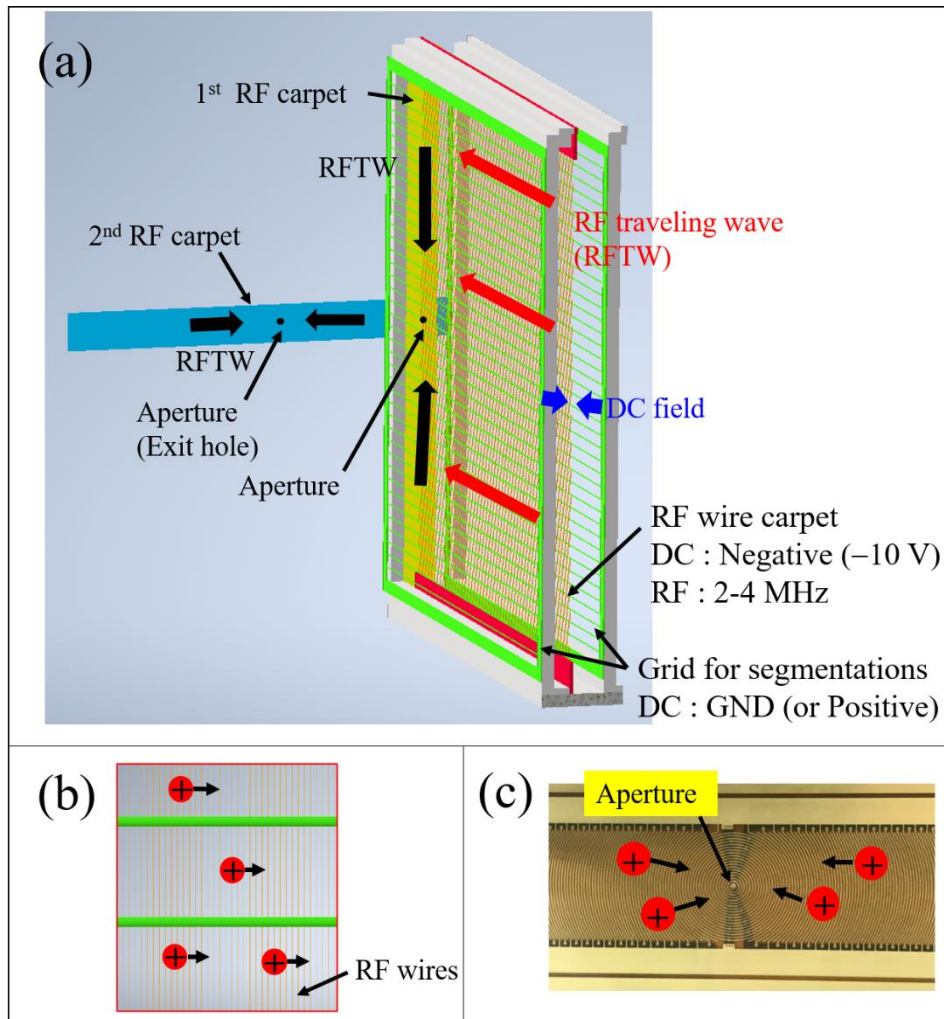 (a)
1st RF carpet
RFTW
2nd RF carpet
RF traveling wave
(RFTW)
RFTW
Aperture
(Exit hole)
DC field
Aperture
RF wire carpet
DC : Negative (−10 V)
RF : 2-4 MHz
Grid for segmentations
DC : GND (or Positive)
(b)
+
+
+
+
RF wires
(c)
Aperture
+
+
+
+